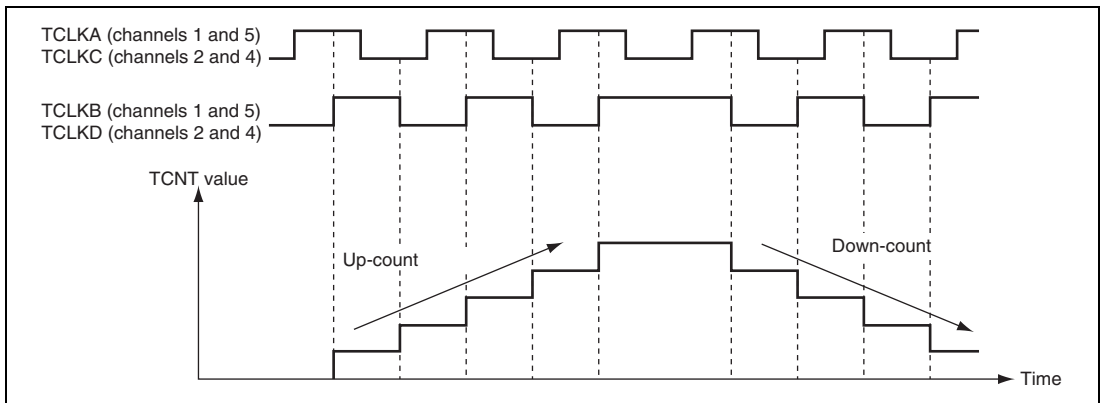 TCLKA (channels 1 and 5)
TCLKC (channels 2 and 4)
TCLKB (channels 1 and 5)
TCLKD (channels 2 and 4)
TCNT value
Up-count
Down-count
Time